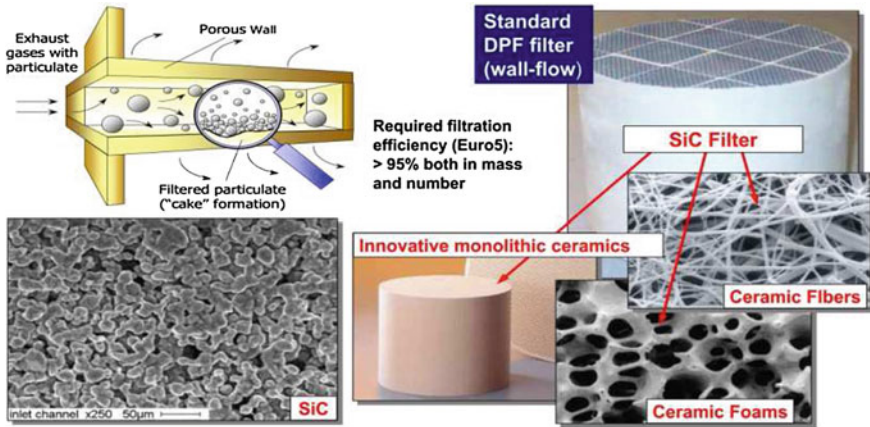 Exhaust
gases with
particulate
Porous Wall
Filtered particulate
("cake" formation)
Required filtration
efficiency (Euro5):
> 95% both in mass
and number
Standard
DPF filter
(wall-flow)
SiC Filter
Innovative monolithic ceramics
Ceramic FIbers
Ceramic Foams
inlet channel x250 50µm
SiC